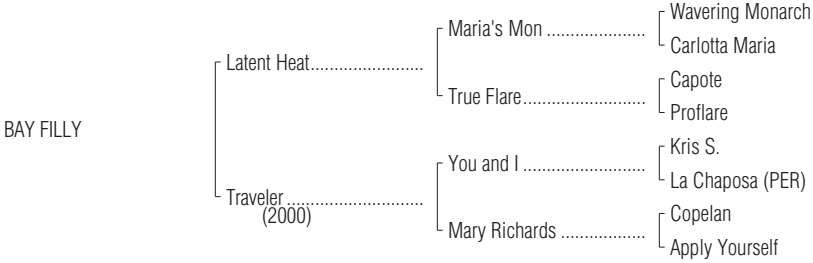 Wavering Monarch
Maria's Mon .....................
Carlotta Maria
Latent Heat.......................
Capote
True Flare.........................
Proflare
BAY FILLY
Kris S.
You and I .........................
La Chaposa (PER)
Traveler ............................
(2000)
Copelan
Mary Richards ..................
Apply Yourself